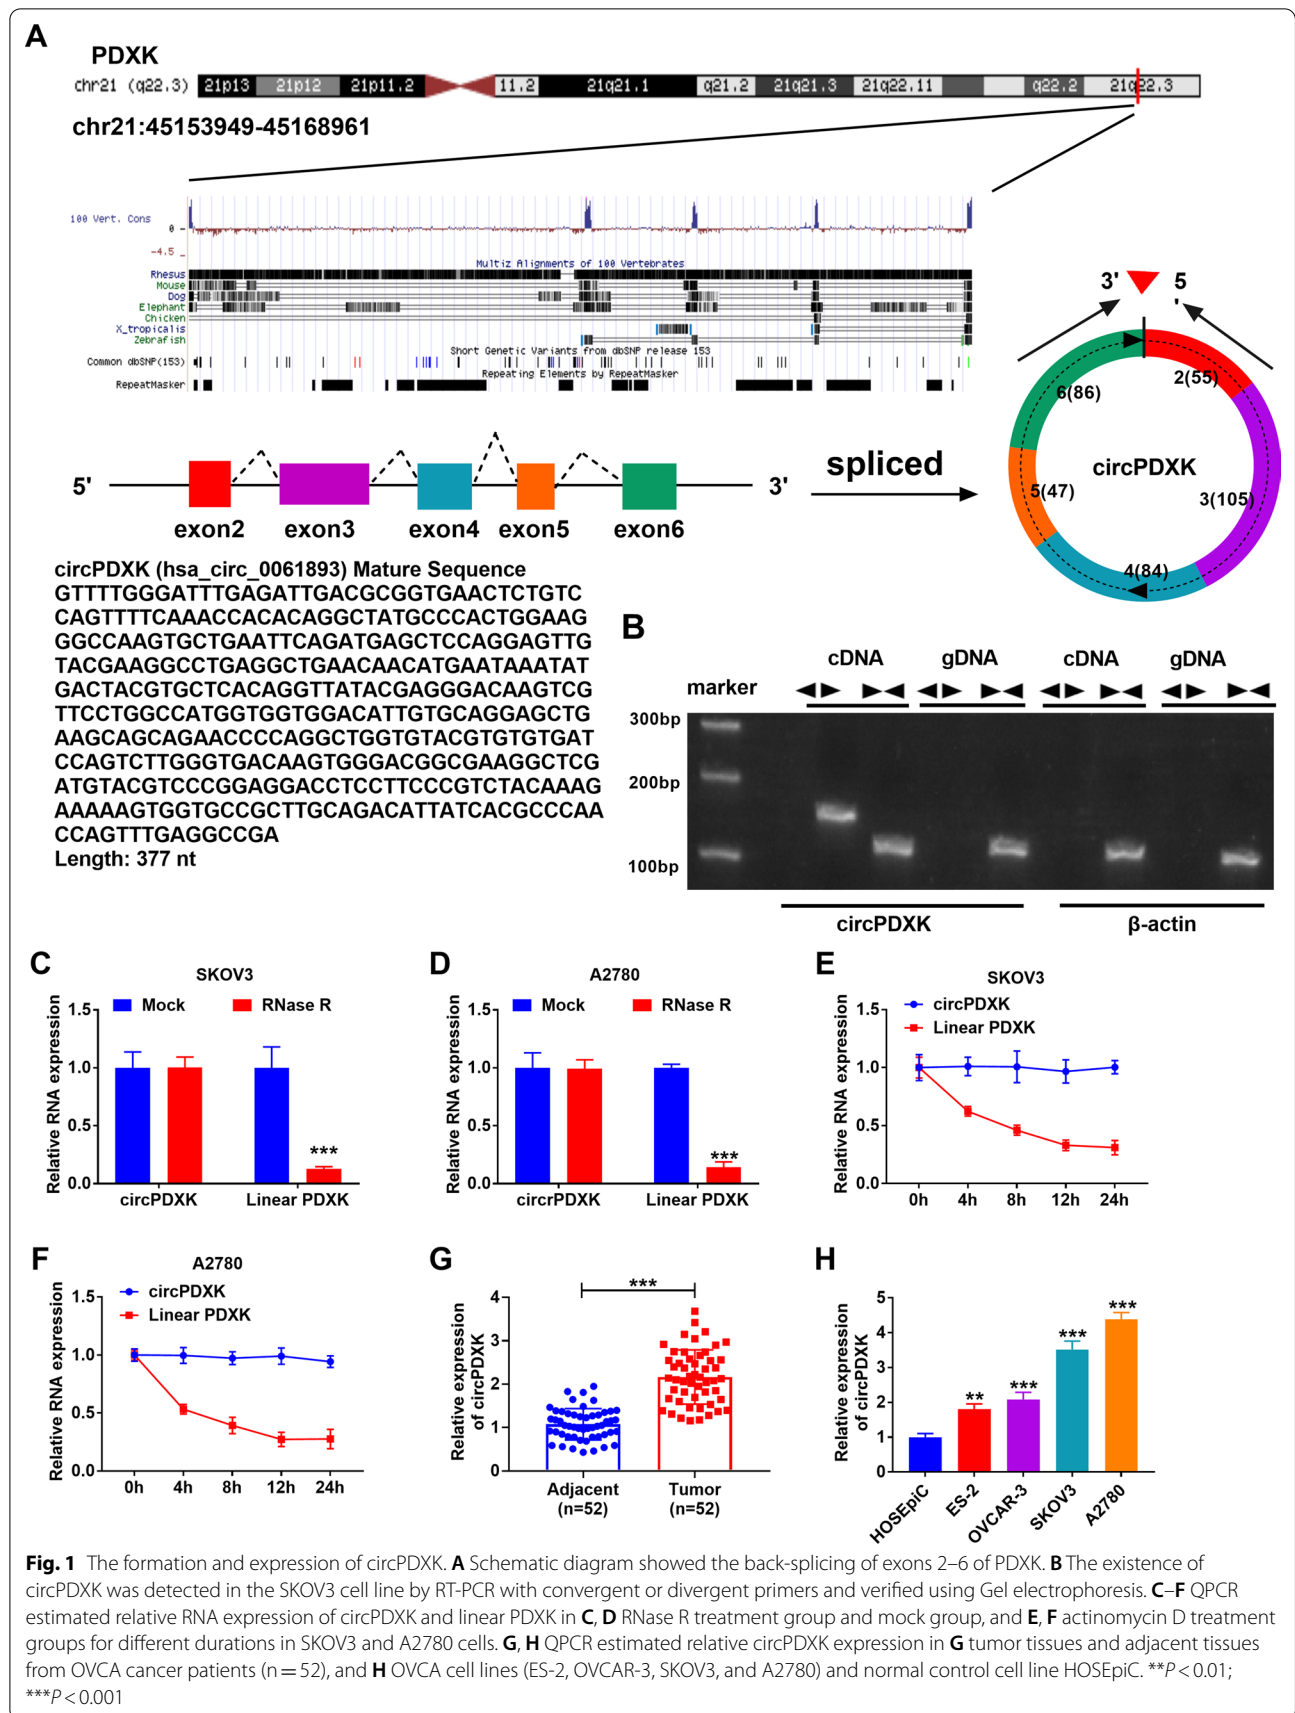 A
PDXK
chr21 (q22.3) 21p13 21p12 21p11.2 11.2 21q21.1 q21.2 21q21.3 21q22.11 q22.2 21q22.3
chr21:45153949-45168961
100 Vert. Cons
0 -
-4.5 _
Multiz Alignments of 100 Vertebrates
Rhesus
Mouse
Dog
Elephant
Chicken
X_tropicalis
Zebrafish
Short Genetic Variants from dbSNP release 153
Common dbSNP(153)
Repeating Elements by RepeatMasker
RepeatMasker
5' 3'
exon2 exon3 exon4 exon5 exon6
spliced
3' 5'
2(55)
6(86)
circPDXK
5(47)
3(105)
4(84)
circPDXK (hsa_circ_0061893) Mature Sequence
GTTTTGGGATTTGAGATTGACGCGGTGAACTCTGTC
CAGTTTTCAAACCACACAGGCTATGCCCACTGGAAG
GGCCAAGTGCTGAATTCAGATGAGCTCCAGGAGTTG
TACGAAGGCCTGAGGCTGAACAACATGAATAAATAT
GACTACGTGCTCACAGGTTATACGAGGGACAAGTCG
TTCCTGGCCATGGTGGTGGACATTGTGCAGGAGCTG
AAGCAGCAGAACCCCAGGCTGGTGTACGTGTGTGAT
CCAGTCTTGGGTGACAAGTGGGACGGCGAAGGCTCG
ATGTACGTCCCGGAGGACCTCCTTCCCGTCTACAAAG
AAAAAGTGGTGCCGCTTGCAGACATTATCACGCCCAA
CCAGTTTGAGGCCGA
Length: 377 nt
B
cDNA gDNA cDNA gDNA
marker
300bp
200bp
100bp
circPDXK β-actin
C
SKOV3
Mock RNase R
Relative RNA expression
1.5
1.0
0.5
0.0
***
circPDXK Linear PDXK
D
A2780
Mock RNase R
Relative RNA expression
1.5
1.0
0.5
0.0
***
circrPDXK Linear PDXK
E
SKOV3
circPDXK
Linear PDXK
Relative RNA expression
1.5
1.0
0.5
0.0
0h 4h 8h 12h 24h
F
A2780
circPDXK
Linear PDXK
Relative RNA expression
1.5
1.0
0.5
0.0
0h 4h 8h 12h 24h
G
***
Relative expression
of circPDXK
4
3
2
1
0
Adjacent Tumor
(n=52) (n=52)
H
Relative expression
of circPDXK
5
4
3
2
1
0
** *** *** ***
HOSEpiC ES-2 OVCAR-3 SKOV3 A2780
Fig. 1 The formation and expression of circPDXK. A Schematic diagram showed the back-splicing of exons 2–6 of PDXK. B The existence of
circPDXK was detected in the SKOV3 cell line by RT-PCR with convergent or divergent primers and verified using Gel electrophoresis. C–F QPCR
estimated relative RNA expression of circPDXK and linear PDXK in C, D RNase R treatment group and mock group, and E, F actinomycin D treatment
groups for different durations in SKOV3 and A2780 cells. G, H QPCR estimated relative circPDXK expression in G tumor tissues and adjacent tissues
from OVCA cancer patients (n = 52), and H OVCA cell lines (ES-2, OVCAR-3, SKOV3, and A2780) and normal control cell line HOSEpiC. **P < 0.01;
***P < 0.001